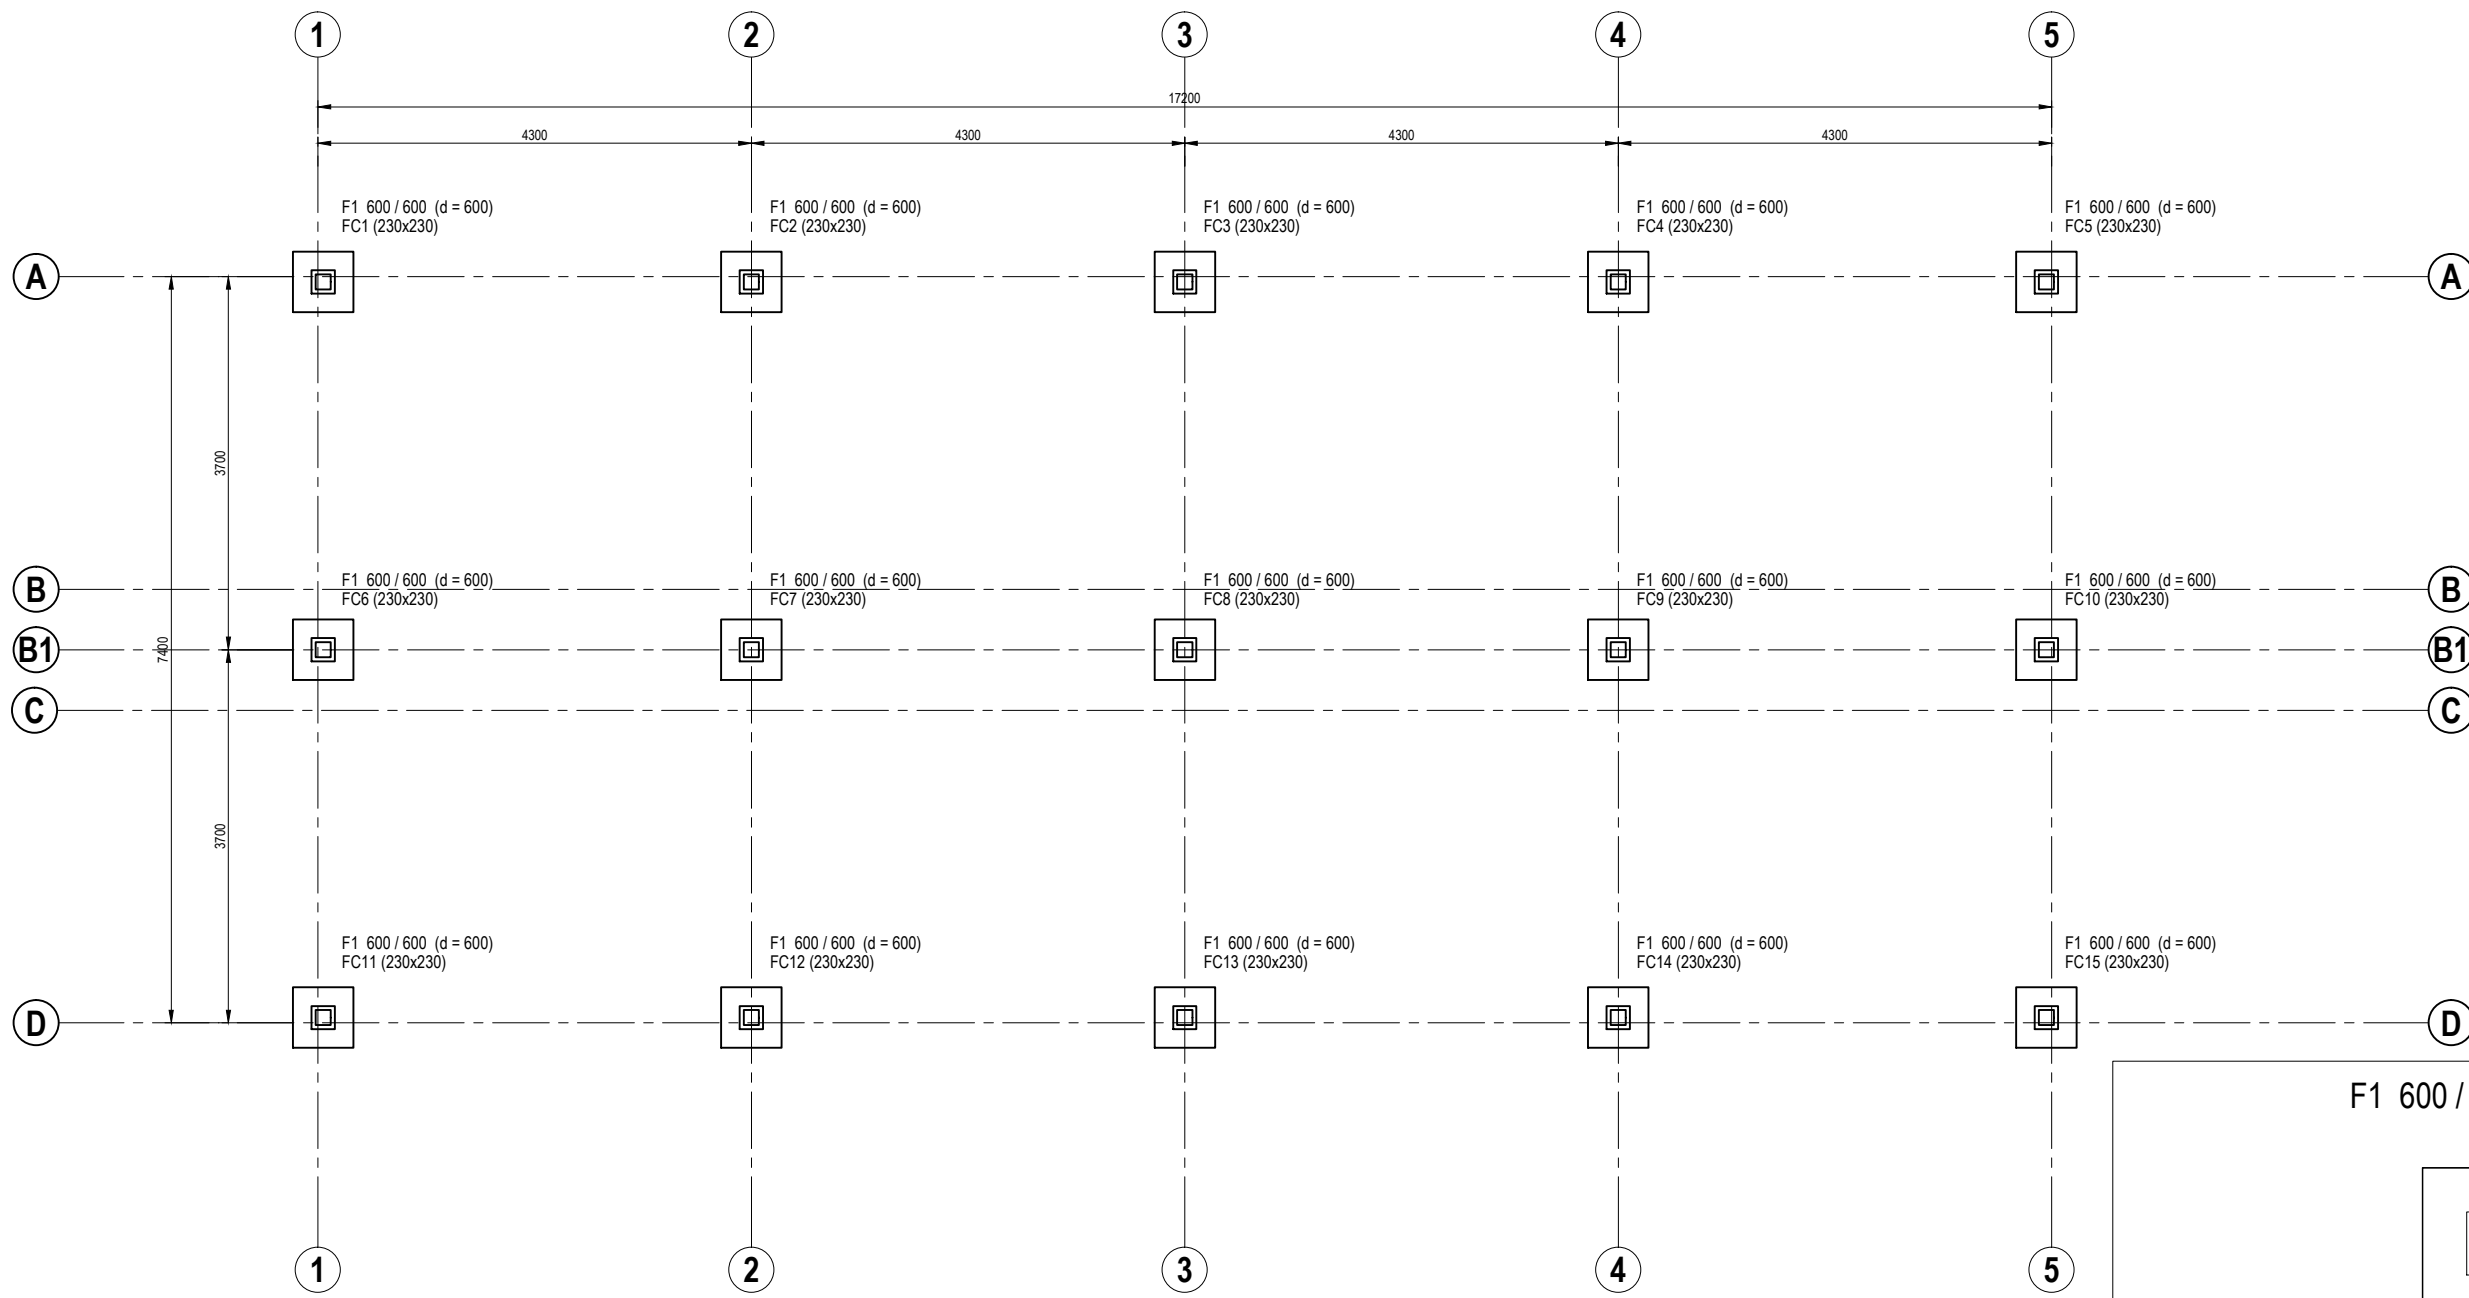 1 2 3 4 5
17200
4300 4300 4300 4300
F1 600 / 600 (d = 600)
FC1 (230x230)
F1 600 / 600 (d = 600)
FC2 (230x230)
F1 600 / 600 (d = 600)
FC3 (230x230)
F1 600 / 600 (d = 600)
FC4 (230x230)
F1 600 / 600 (d = 600)
FC5 (230x230)
A A
3700
B B
F1 600 / 600 (d = 600)
FC6 (230x230)
F1 600 / 600 (d = 600)
FC7 (230x230)
F1 600 / 600 (d = 600)
FC8 (230x230)
F1 600 / 600 (d = 600)
FC9 (230x230)
F1 600 / 600 (d = 600)
FC10 (230x230)
B1 B1
7400
C C
3700
F1 600 / 600 (d = 600)
FC11 (230x230)
F1 600 / 600 (d = 600)
FC12 (230x230)
F1 600 / 600 (d = 600)
FC13 (230x230)
F1 600 / 600 (d = 600)
FC14 (230x230)
F1 600 / 600 (d = 600)
FC15 (230x230)
D D
F1 600 /
1 2 3 4 5